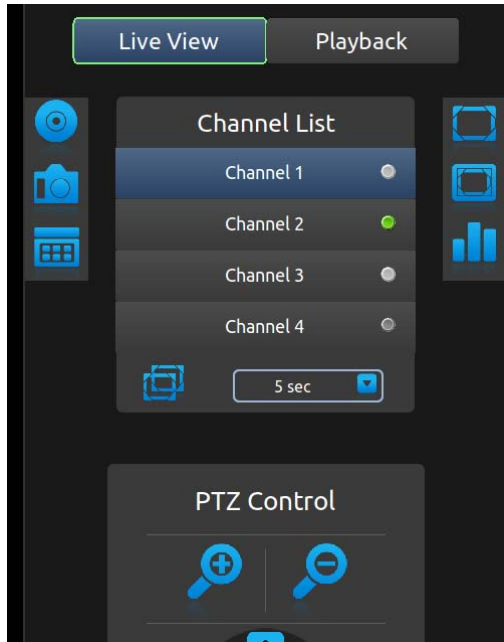 Live View Playback
Channel List
Channel 1
Channel 2
Channel 3
Channel 4
5 sec
PTZ Control